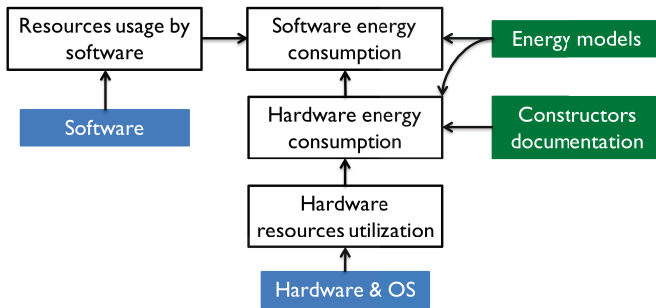 Resources usage by
software
Software energy
consumption
Energy models
Software
Hardware energy
consumption
Constructors
documentation
Hardware
resources utilization
Hardware & OS